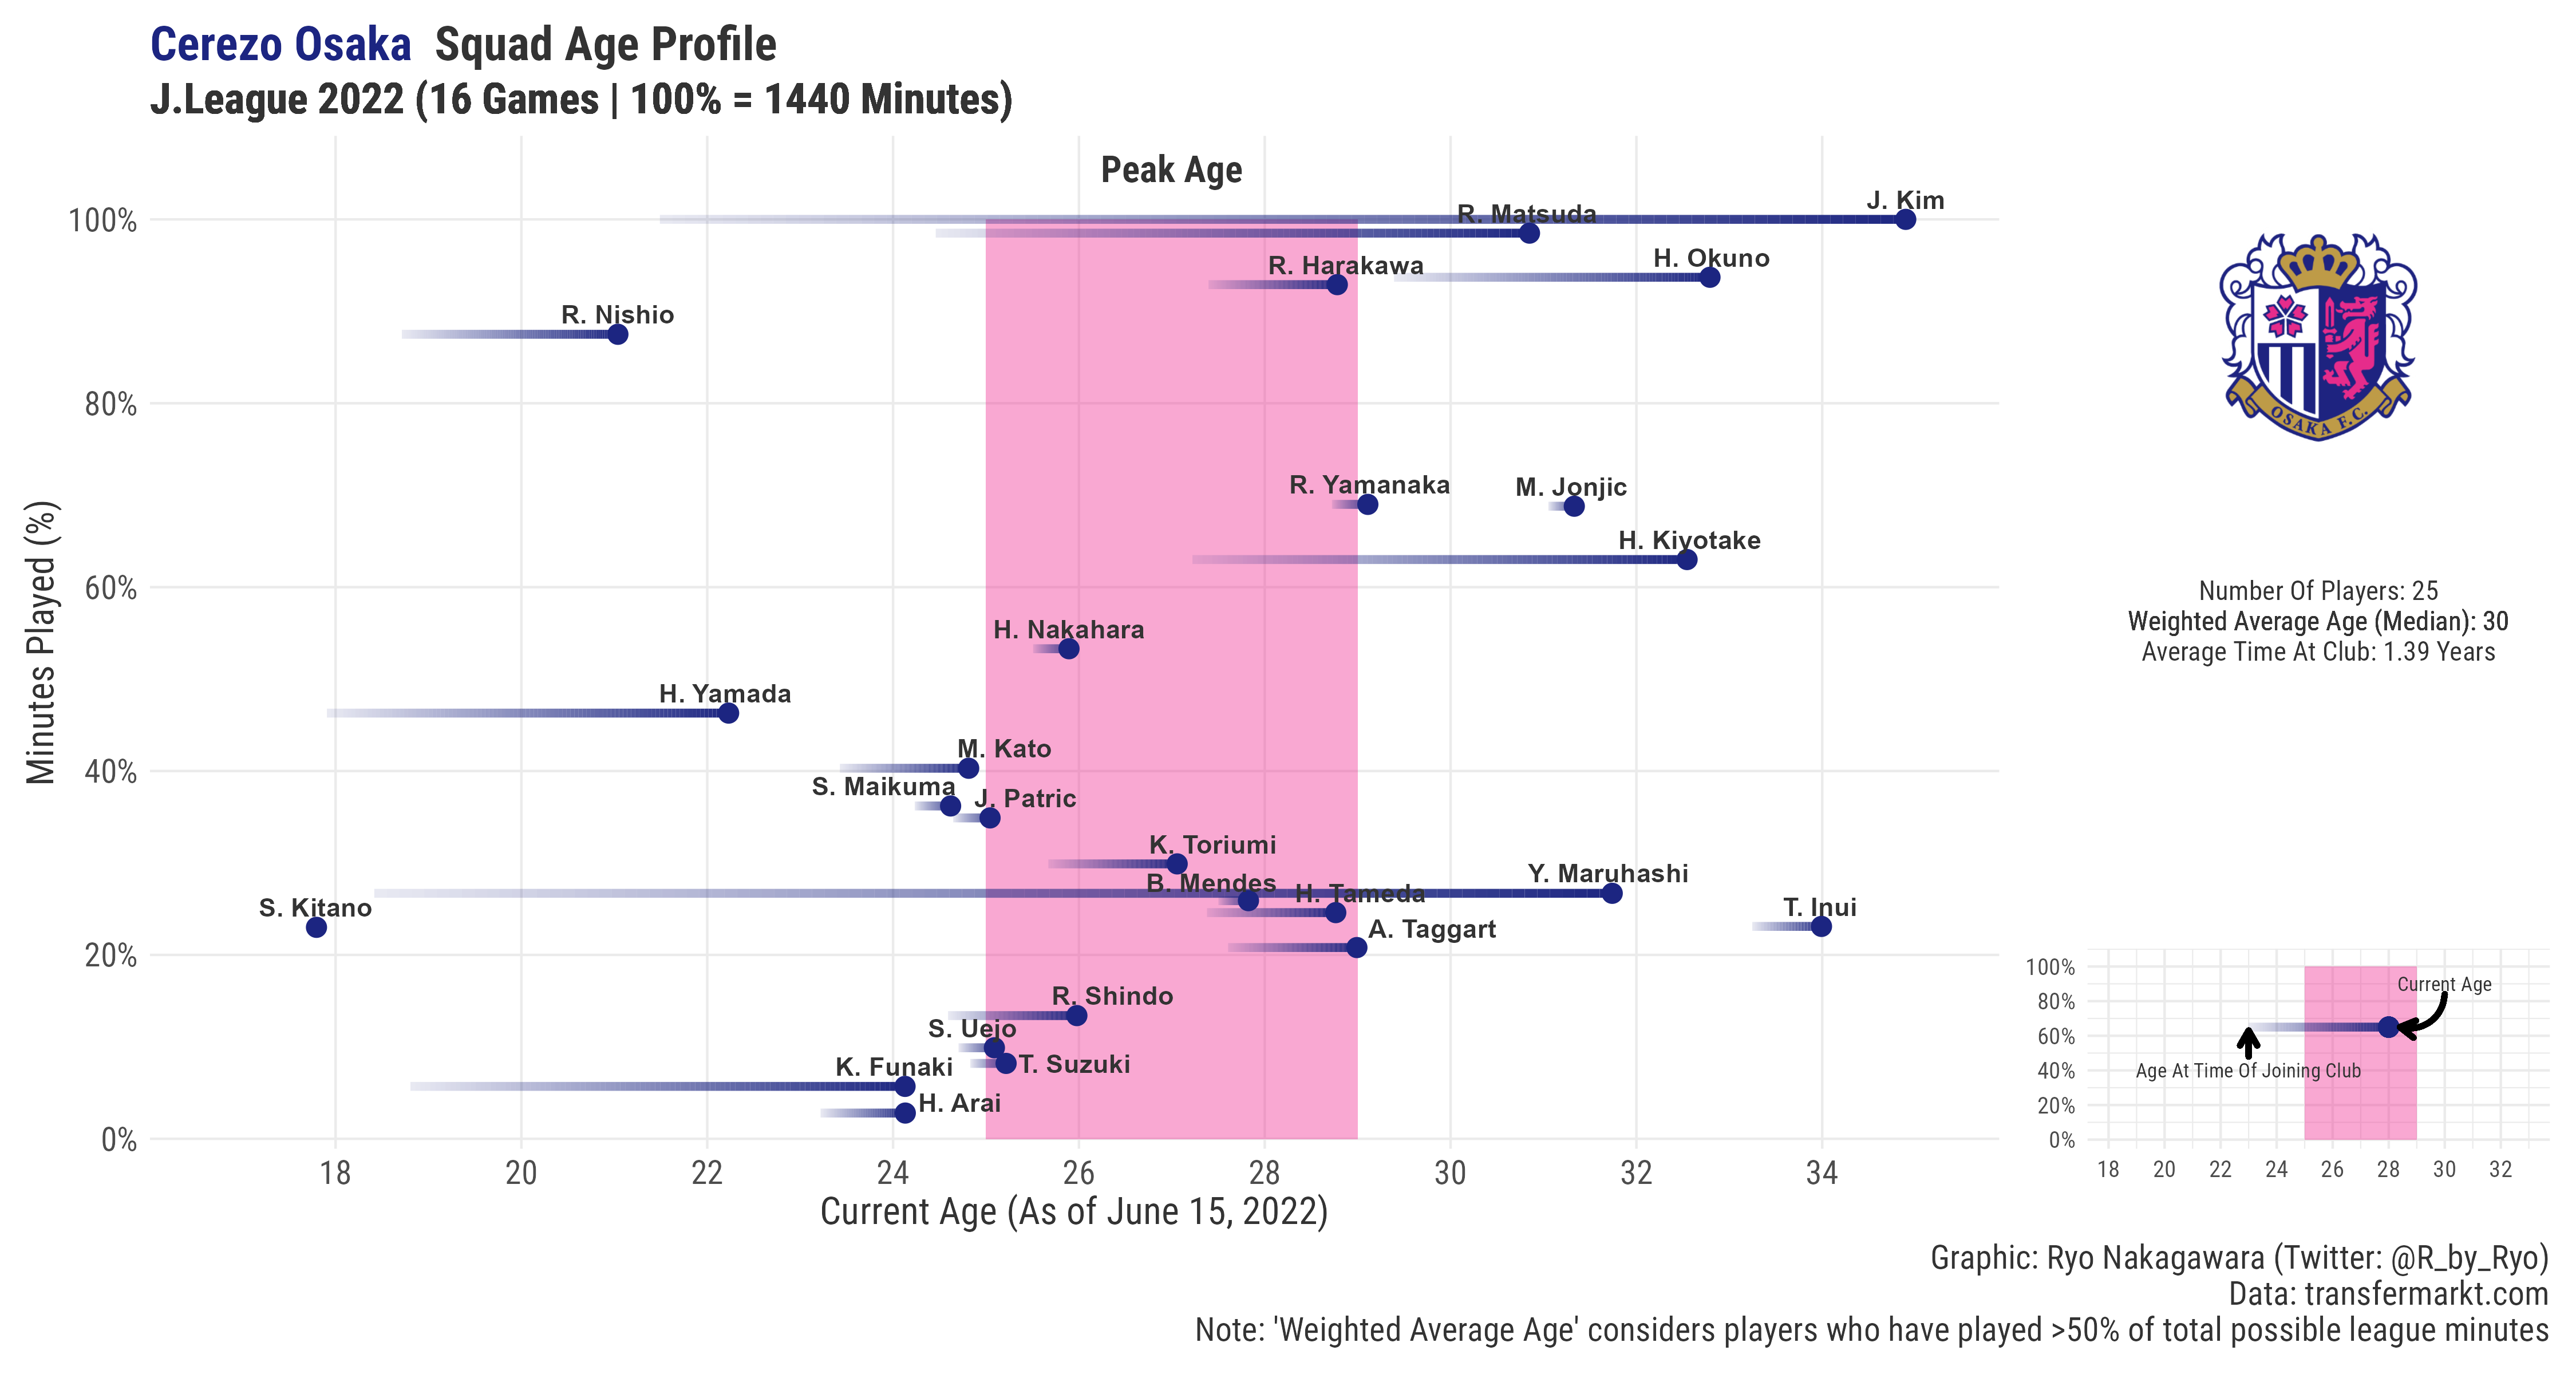 Cerezo Osaka Squad Age Profile
J.League 2022 (16 Games | 100% = 1440 Minutes)
Peak Age
J. Kim
R. Matsuda
H. Okuno
R. Harakawa
R. Nishio
R. Yamanaka
M. Jonjic
H. Kiyotake
H. Nakahara
H. Yamada
M. Kato
S. Maikuma
J. Patric
K. Toriumi
Y. Maruhashi
B. Mendes
H. Tameda
S. Kitano
T. Inui
A. Taggart
R. Shindo
S. Uejo
T. Suzuki
K. Funaki
H. Arai
Minutes Played (%)
100%
80%
60%
40%
20%
0%
18 20 22 24 26 28 30 32 34
Current Age (As of June 15, 2022)
OSAKA F.C.
Number Of Players: 25
Weighted Average Age (Median): 30
Average Time At Club: 1.39 Years
100%
80%
60%
40%
20%
0%
Current Age
Age At Time Of Joining Club
18 20 22 24 26 28 30 32
Graphic: Ryo Nakagawara (Twitter: @R_by_Ryo)
Data: transfermarkt.com
Note: 'Weighted Average Age' considers players who have played >50% of total possible league minutes